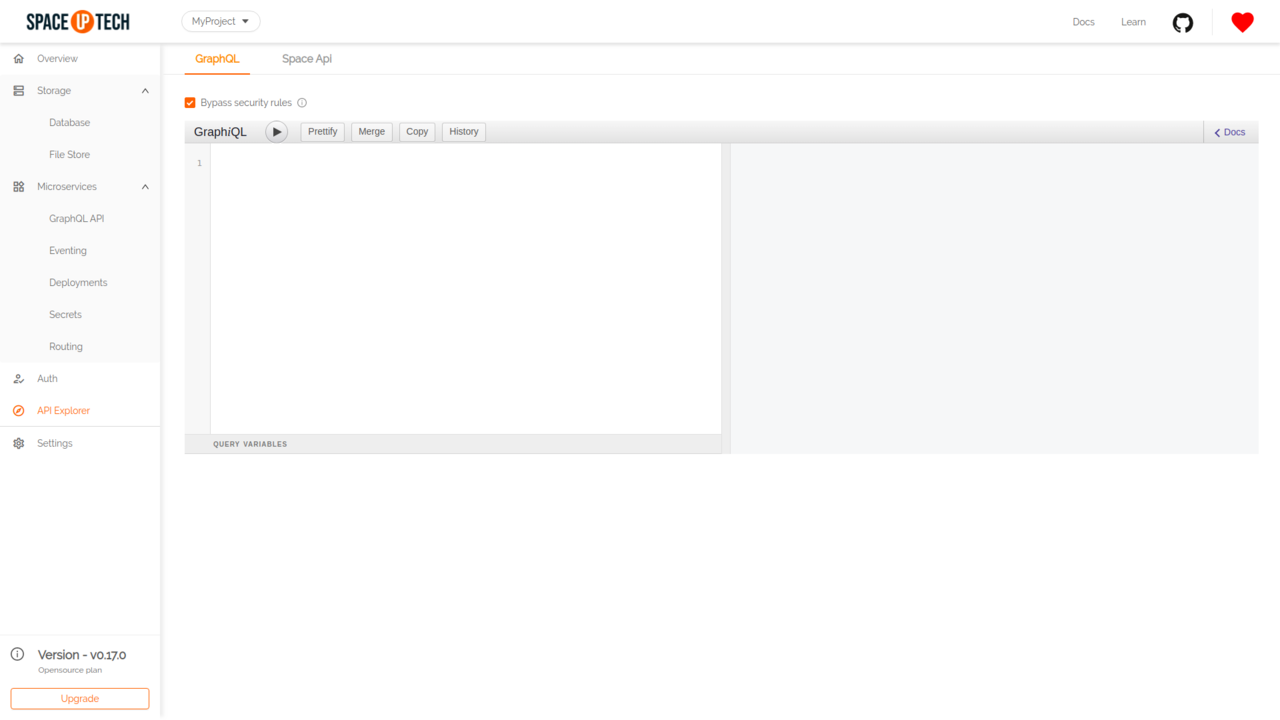 SPACE UP TECH
MyProject
Docs
Learn
Overview
Storage
Database
File Store
Microservices
GraphQL API
Eventing
Deployments
Secrets
Routing
Auth
API Explorer
Settings
Version - v0.17.0
Opensource plan
Upgrade
GraphQL
Space Api
Bypass security rules
GraphiQL
Prettify
Merge
Copy
History
Docs
1
QUERY VARIABLES